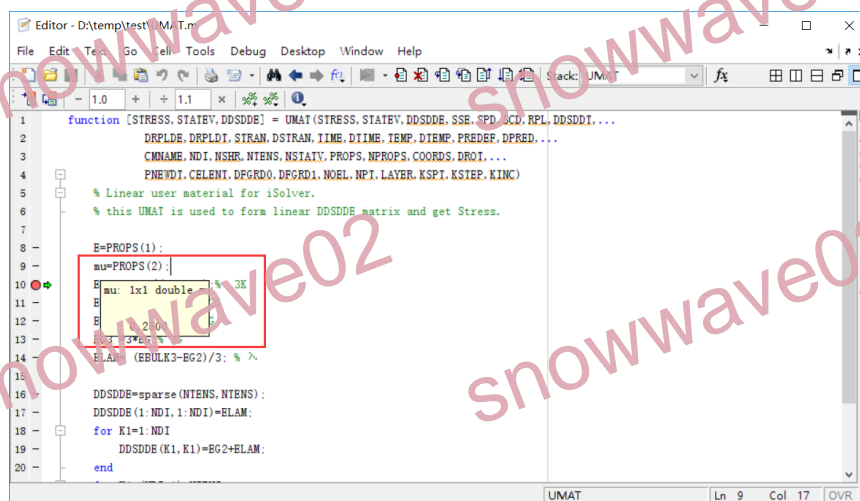 Editor - D:\temp\test\UMAT.m
File Edit Text Go Cell Tools Debug Desktop Window Help
Stack: UMAT
fx
1.0 + ÷ 1.1 ×
1 function [STRESS,STATEV,DDSDDE] = UMAT(STRESS,STATEV,DDSDDE,SSE,SPD,SCD,RPL,DDSDDT,...
2 DRPLDE,DRPLDT,STRAN,DSTRAN,TIME,DTIME,TEMP,DTEMP,PREDEF,DPRED,...
3 CMNAME,NDI,NSHR,NTENS,NSTATV,PROPS,NPROPS,COORDS,DROT,...
4 PNEWDT,CELENT,DFGRD0,DFGRD1,NOEL,NPT,LAYER,KSPT,KSTEP,KINC)
5 % Linear user material for iSolver.
6 % this UMAT is used to form linear DDSDDE matrix and get Stress.
7
8 E=PROPS(1);
9 mu=PROPS(2);
10 E ;% 3K
mu: 1x1 double =
11 E
12 E G
0.2500
13 EG3 =3*EG;%
14 ELAM= (EBULK3-EG2)/3; % λ
15
16 DDSDDE=sparse(NTENS,NTENS);
17 DDSDDE(1:NDI,1:NDI)=ELAM;
18 for K1=1:NDI
19 DDSDDE(K1,K1)=EG2+ELAM;
20 end
UMAT Ln 9 Col 17 OVR
snowwave02
snowwave02
snowwave02
snowwave02